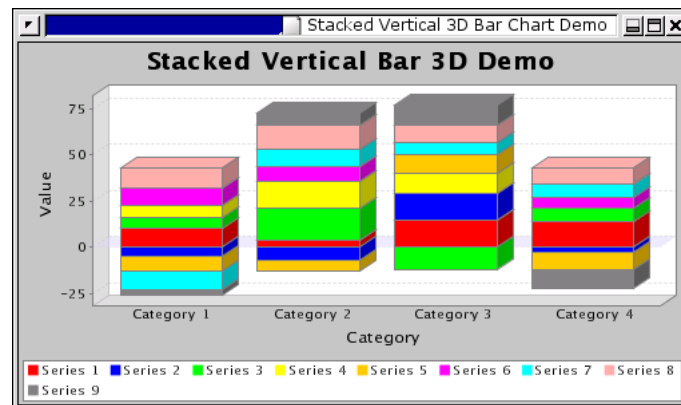 Stacked Vertical 3D Bar Chart Demo
Stacked Vertical Bar 3D Demo
75
50
25
0
-25
Value
Category 1 Category 2 Category 3 Category 4
Category
Series 1 Series 2 Series 3 Series 4 Series 5 Series 6 Series 7 Series 8
Series 9